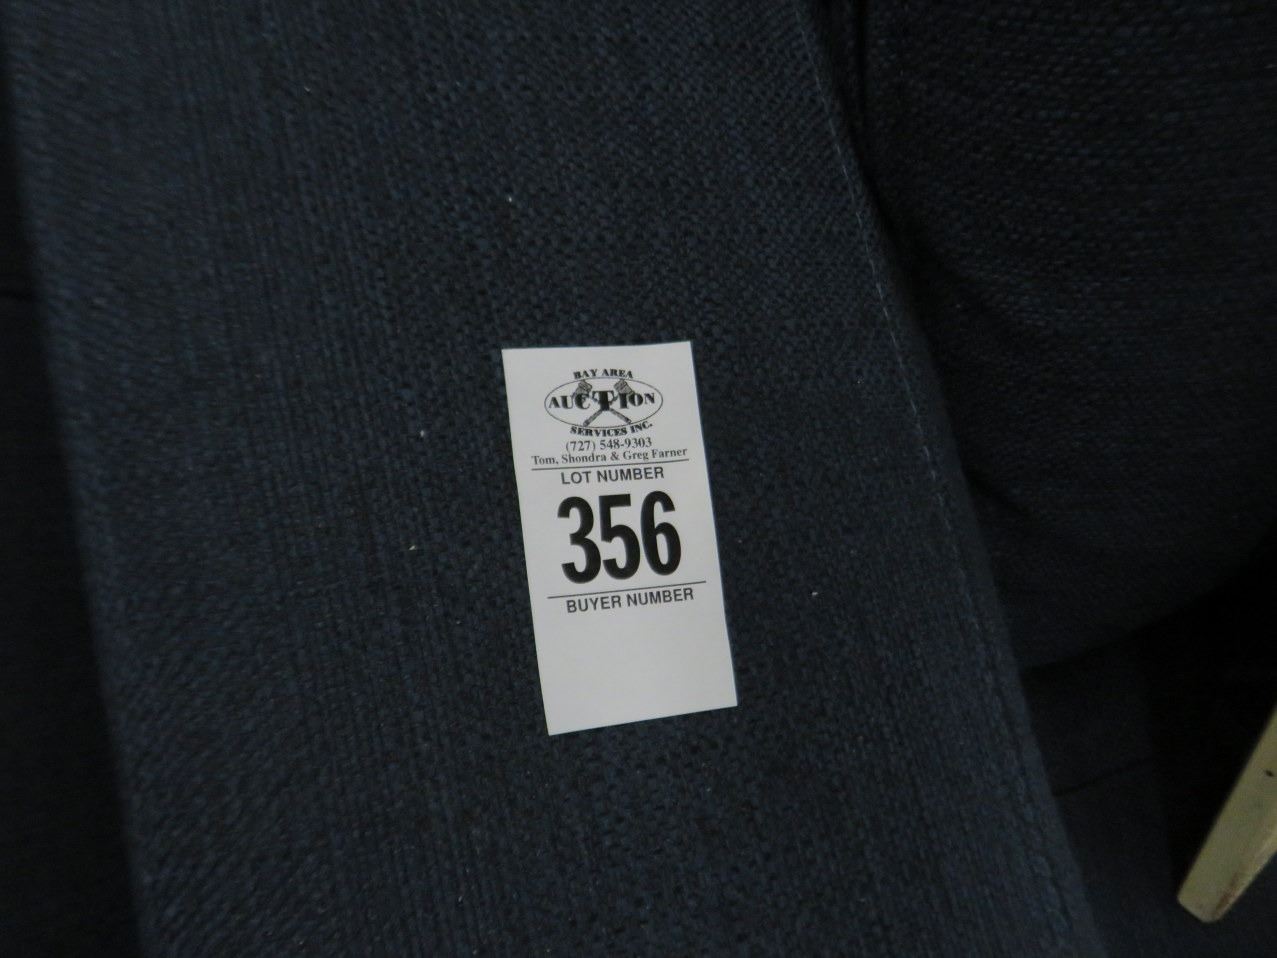 BAY AREA
AUCTION
SERVICES INC.
(727) 548-9303
Tom, Shondra & Greg Farner
LOT NUMBER
356
BUYER NUMBER